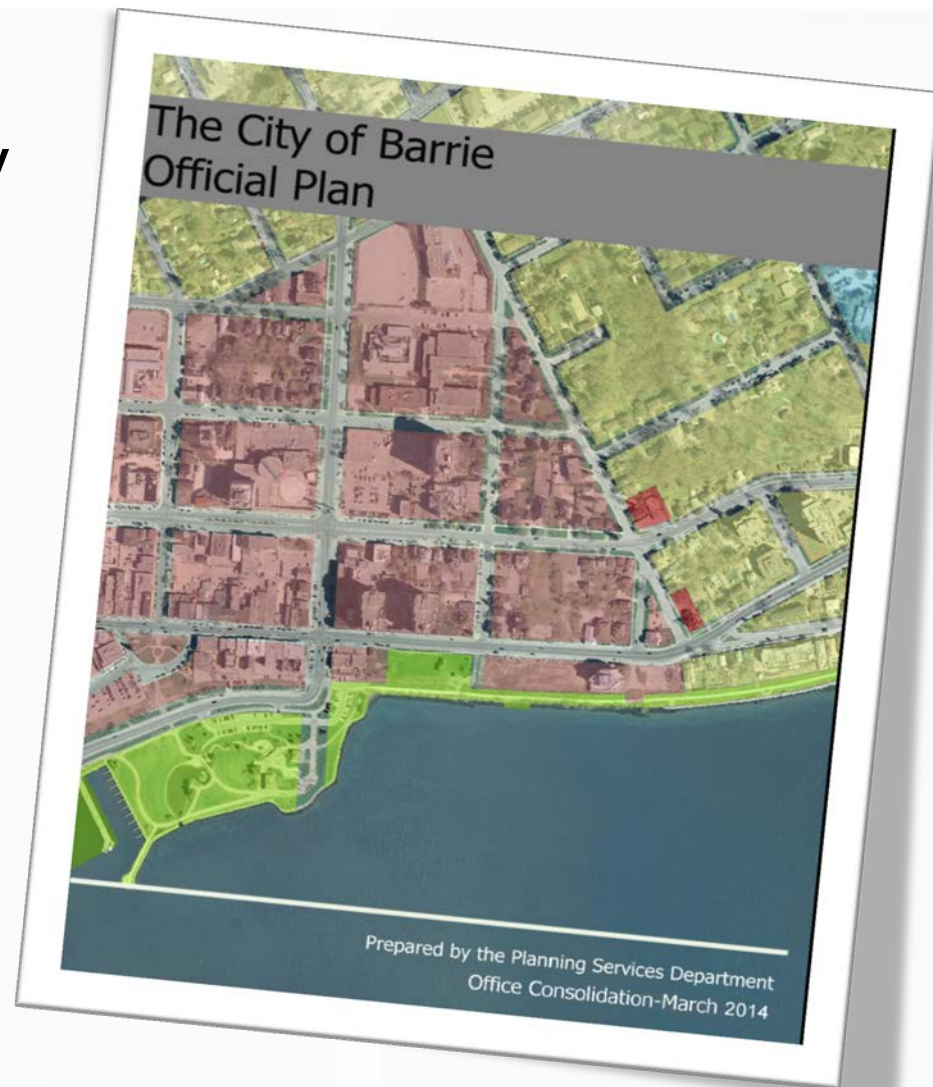 The City of Barrie
Official Plan
Prepared by the Planning Services Department
Office Consolidation-March 2014